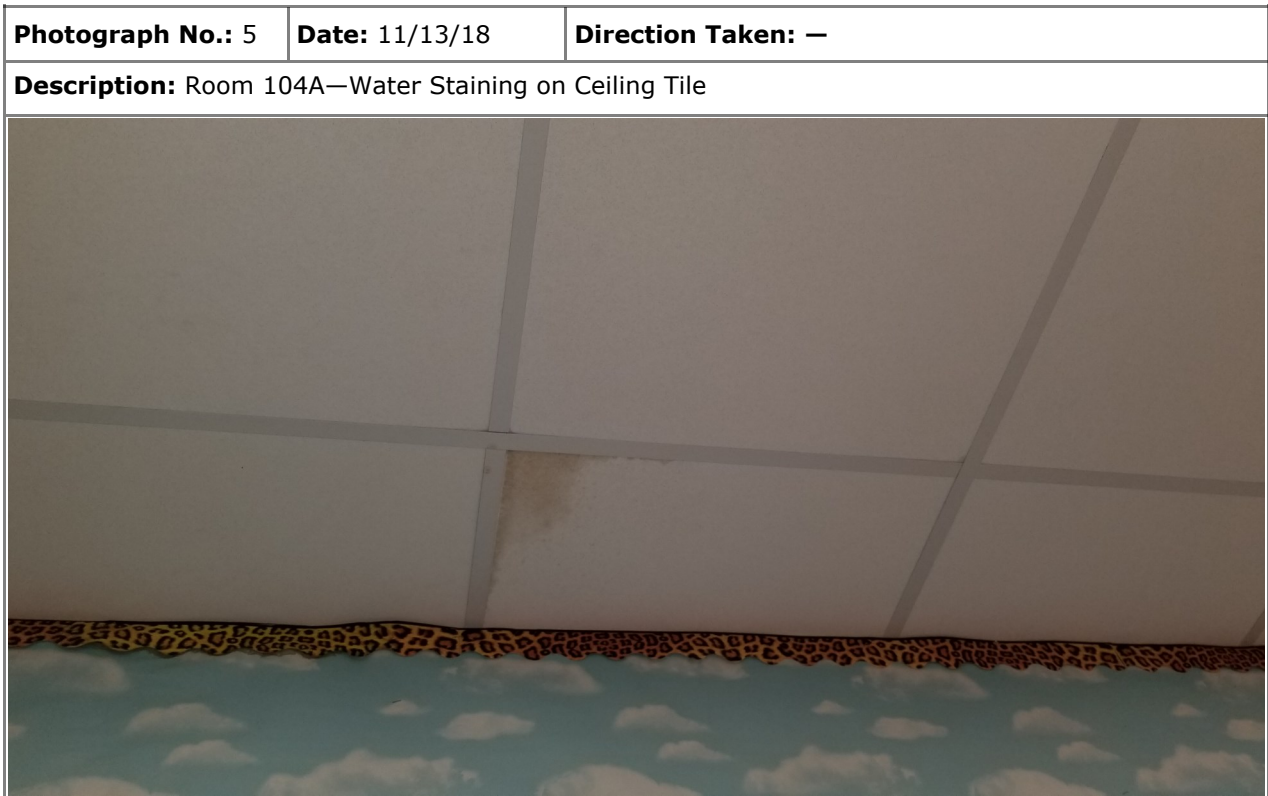 Photograph No.: 5 Date: 11/13/18 Direction Taken: —
Description: Room 104A—Water Staining on Ceiling Tile